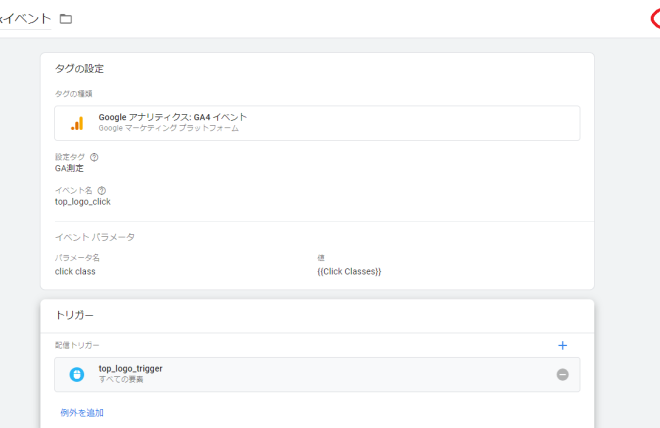 イベント
タグの設定
タグの種類
Google アナリティクス: GA4 イベント
Google マーケティング プラットフォーム
設定タグ
GA測定
イベント名
top_logo_click
イベント パラメータ
パラメータ名 値
click class {{Click Classes}}
トリガー
配信トリガー
top_logo_trigger
すべての要素
例外を追加